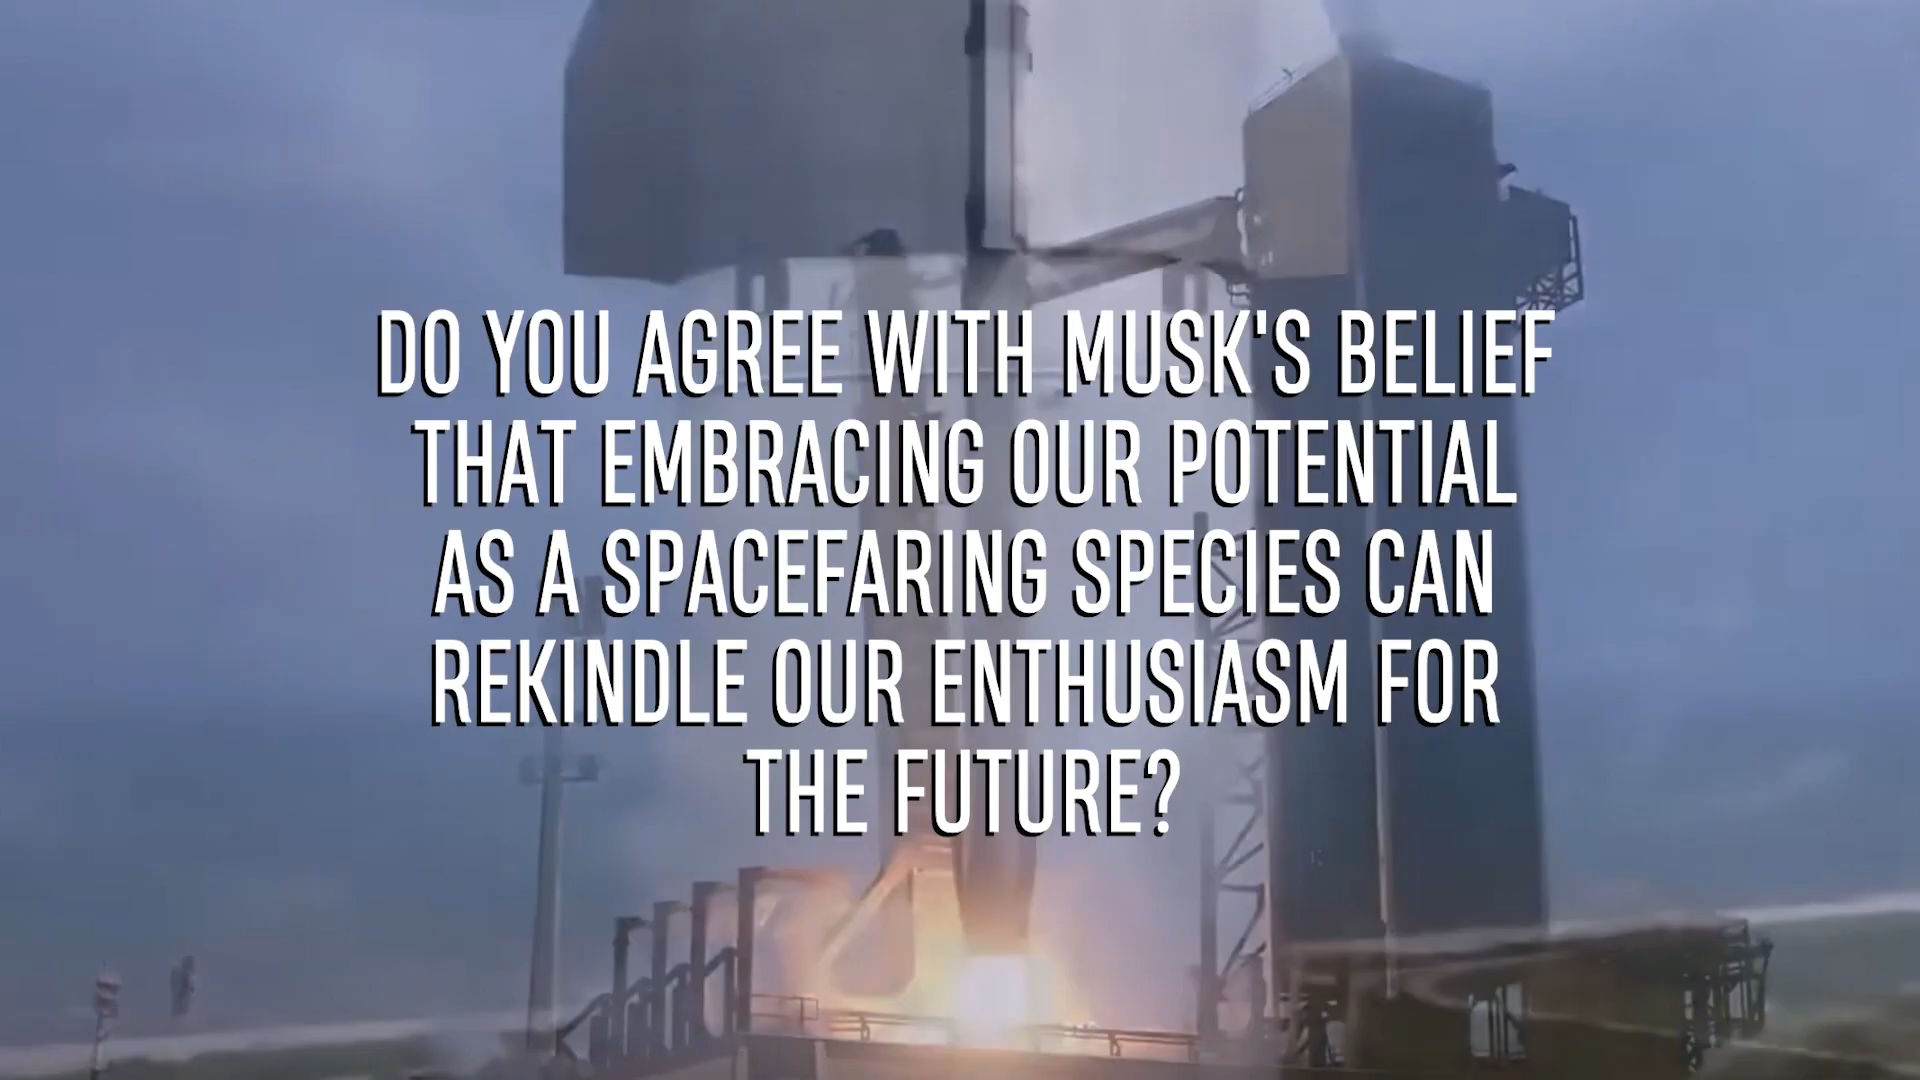 DO YOU AGREE WITH MUSK'S BELIEF
THAT EMBRACING OUR POTENTIAL
AS A SPACEFARING SPECIES CAN
REKINDLE OUR ENTHUSIASM FOR
THE FUTURE?